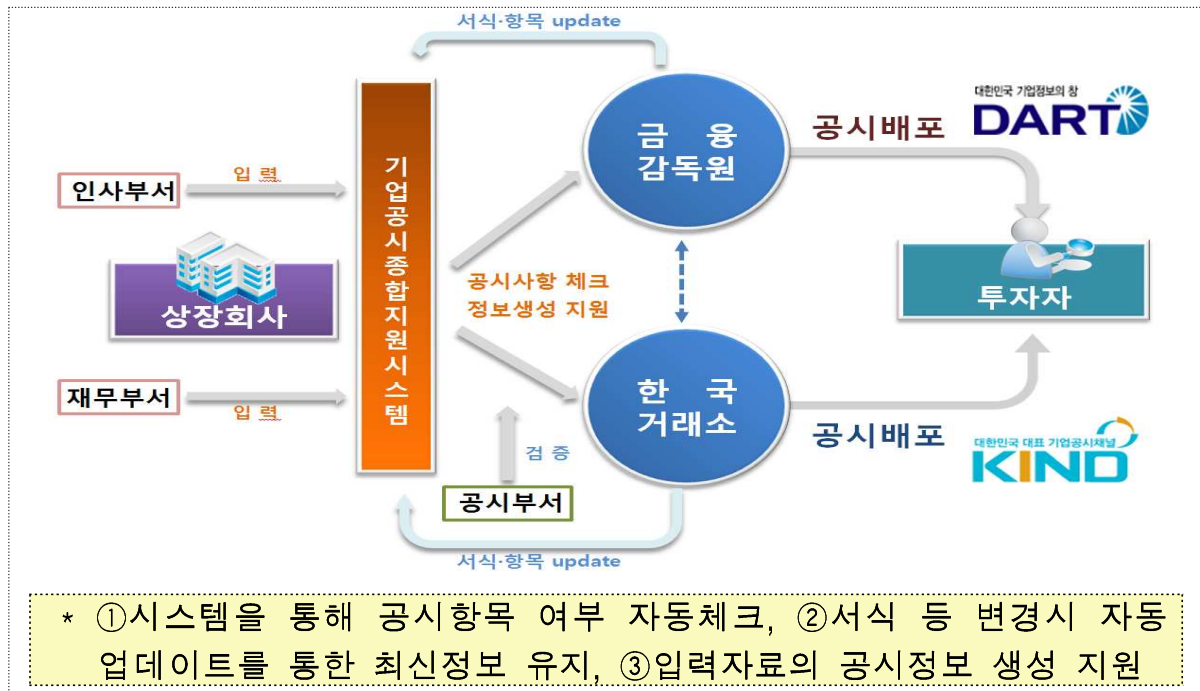 서식·항목 update
대한민국 기업정보의 창
DART
금 융
감독원
공시배포
기업공시종합지원시스템
인사부서
입 력
상장회사
공시사항 체크
정보생성 지원
투자자
재무부서
입 력
한 국
거래소
공시배포
대한민국 대표 기업공시채널
KIND
검 증
공시부서
서식·항목 update
* ①시스템을 통해 공시항목 여부 자동체크, ②서식 등 변경시 자동
업데이트를 통한 최신정보 유지, ③입력자료의 공시정보 생성 지원